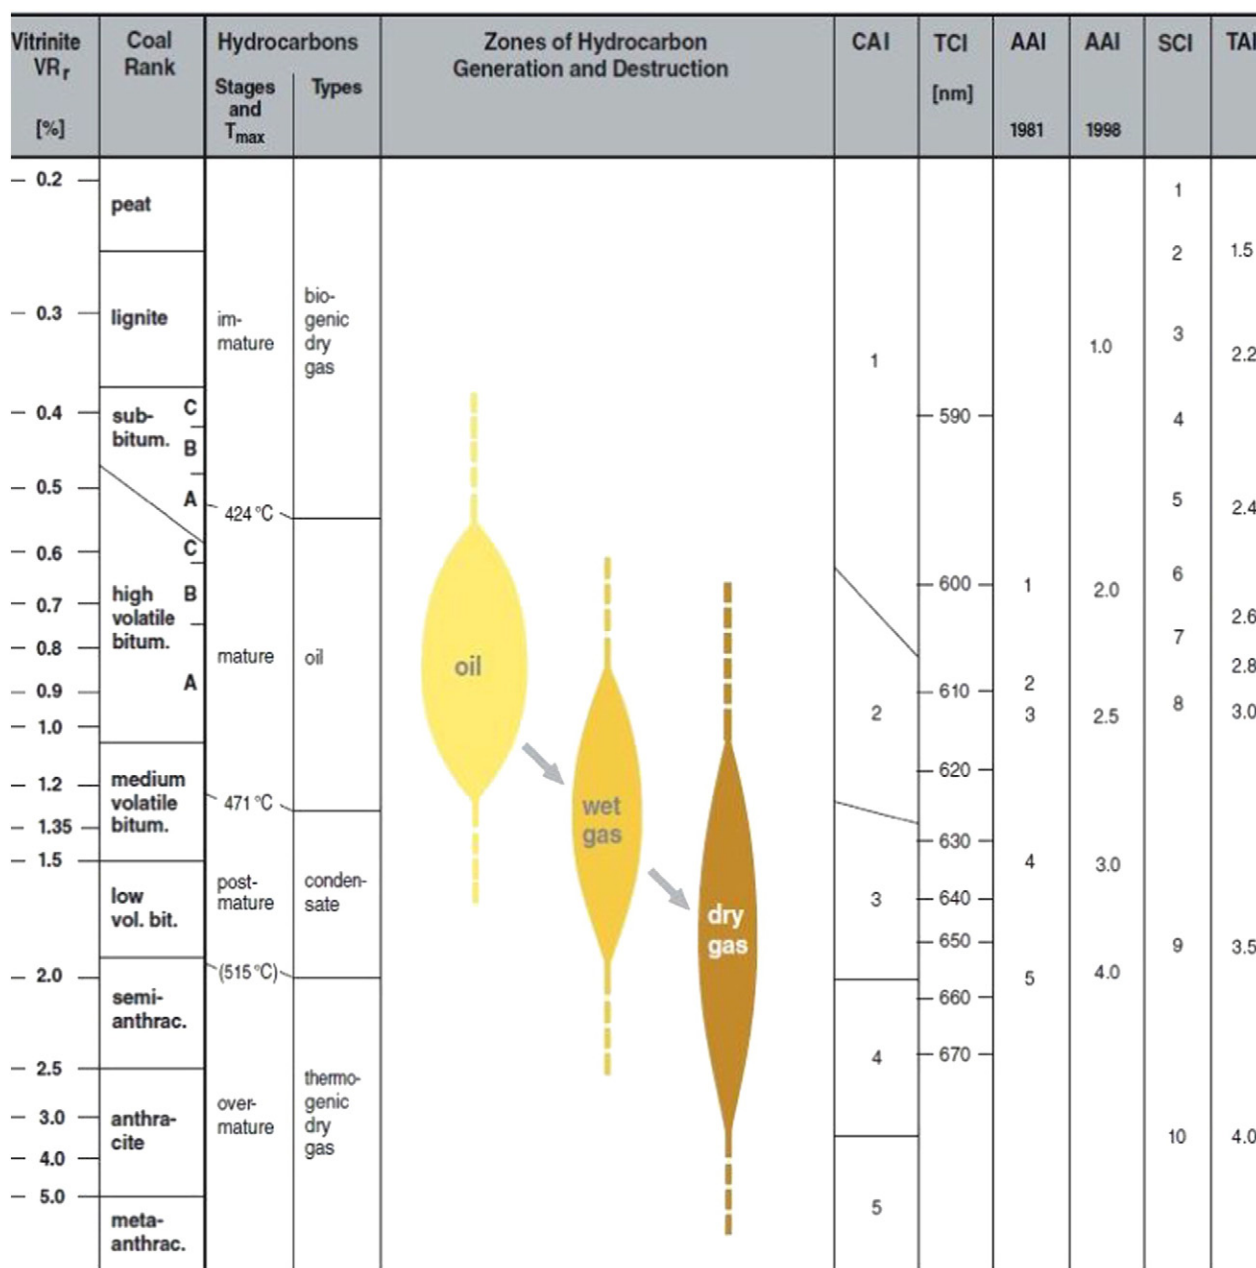 Vitrinite
VRr
[%]
Coal
Rank
Hydrocarbons
Stages
and
Tmax
Types
Zones of Hydrocarbon
Generation and Destruction
CAI
TCI
[nm]
AAI
1981
AAI
1998
SCI
TAI
0.2
0.3
0.4
0.5
0.6
0.7
0.8
0.9
1.0
1.2
1.35
1.5
2.0
2.5
3.0
4.0
5.0
peat
lignite
sub-
bitum.
C
B
A
high
volatile
bitum.
C
B
A
medium
volatile
bitum.
low
vol. bit.
semi-
anthrac.
anthra-
cite
meta-
anthrac.
im-
mature
424 °C
mature
471 °C
post-
mature
(515 °C)
over-
mature
bio-
genic
dry
gas
oil
conden-
sate
thermo-
genic
dry
gas
oil
wet
gas
dry
gas
1
2
3
4
5
590
600
610
620
630
640
650
660
670
1
2
3
4
5
1.0
2.0
2.5
3.0
4.0
1
2
3
4
5
6
7
8
9
10
1.5
2.2
2.4
2.6
2.8
3.0
3.5
4.0